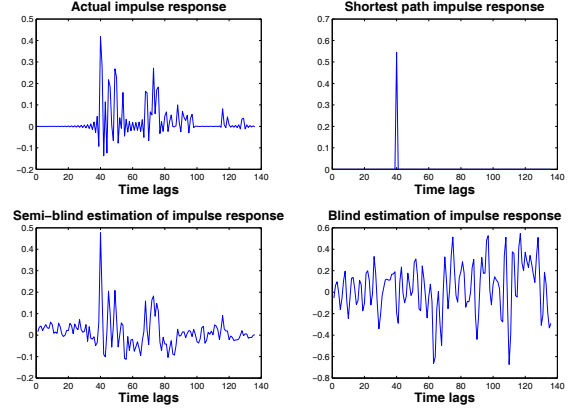 Actual impulse response
0.5
0.4
0.3
0.2
0.1
0
−0.1
−0.2
0 20 40 60 80 100 120 140
Time lags
Shortest path impulse response
0.7
0.6
0.5
0.4
0.3
0.2
0.1
0
0 20 40 60 80 100 120 140
Time lags
Semi−blind estimation of impulse response
0.5
0.4
0.3
0.2
0.1
0
−0.1
−0.2
0 20 40 60 80 100 120 140
Time lags
Blind estimation of impulse response
0.6
0.4
0.2
0
−0.2
−0.4
−0.6
−0.8
0 20 40 60 80 100 120 140
Time lags